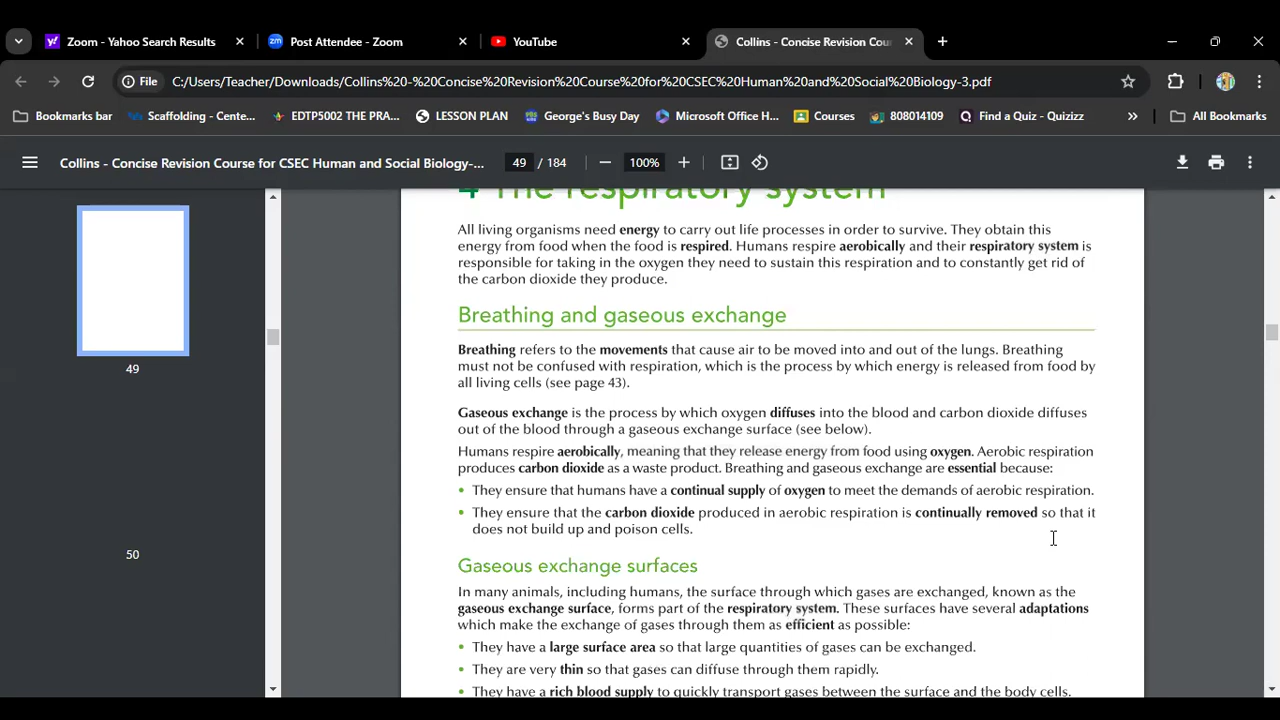 Zoom - Yahoo Search Results
Post Attendee - Zoom
YouTube
Collins - Concise Revision Cou
File
C:/Users/Teacher/Downloads/Collins%20-%20Concise%20Revision%20Course%20for%20CSEC%20Human%20and%20Social%20Biology-3.pdf
Bookmarks bar
Scaffolding - Cente...
EDTP5002 THE PRA...
LESSON PLAN
George's Busy Day
Microsoft Office H...
Courses
808014109
Find a Quiz - Quizizz
All Bookmarks
Collins - Concise Revision Course for CSEC Human and Social Biology-...
49 / 184
100%
49
50
4 The respiratory system
All living organisms need energy to carry out life processes in order to survive. They obtain this
energy from food when the food is respired. Humans respire aerobically and their respiratory system is
responsible for taking in the oxygen they need to sustain this respiration and to constantly get rid of
the carbon dioxide they produce.
Breathing and gaseous exchange
Breathing refers to the movements that cause air to be moved into and out of the lungs. Breathing
must not be confused with respiration, which is the process by which energy is released from food by
all living cells (see page 43).
Gaseous exchange is the process by which oxygen diffuses into the blood and carbon dioxide diffuses
out of the blood through a gaseous exchange surface (see below).
Humans respire aerobically, meaning that they release energy from food using oxygen. Aerobic respiration
produces carbon dioxide as a waste product. Breathing and gaseous exchange are essential because:
• They ensure that humans have a continual supply of oxygen to meet the demands of aerobic respiration.
• They ensure that the carbon dioxide produced in aerobic respiration is continually removed so that it
does not build up and poison cells.
Gaseous exchange surfaces
In many animals, including humans, the surface through which gases are exchanged, known as the
gaseous exchange surface, forms part of the respiratory system. These surfaces have several adaptations
which make the exchange of gases through them as efficient as possible:
• They have a large surface area so that large quantities of gases can be exchanged.
• They are very thin so that gases can diffuse through them rapidly.
• They have a rich blood supply to quickly transport gases between the surface and the body cells.